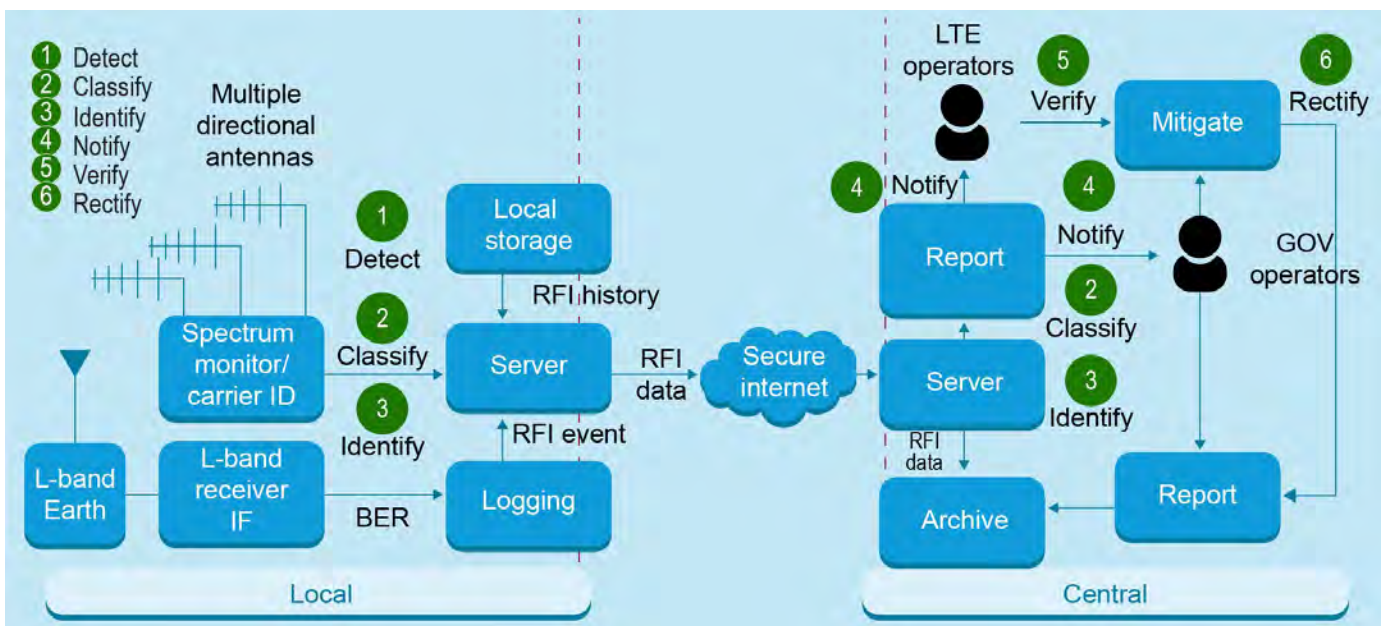 1 Detect
2 Classify
3 Identify
4 Notify
5 Verify
6 Rectify
Multiple
directional
antennas
1
Detect
Local
storage
RFI history
Spectrum
monitor/
carrier ID
2
Classify
3
Identify
Server
RFI
data
RFI event
L-band
Earth
L-band
receiver
IF
BER
Logging
Local
Secure
internet
LTE
operators
5
Verify
Mitigate
6
Rectify
4
Notify
Report
4
Notify
GOV
operators
2
Classify
Server
3
Identify
RFI
data
Archive
Report
Central